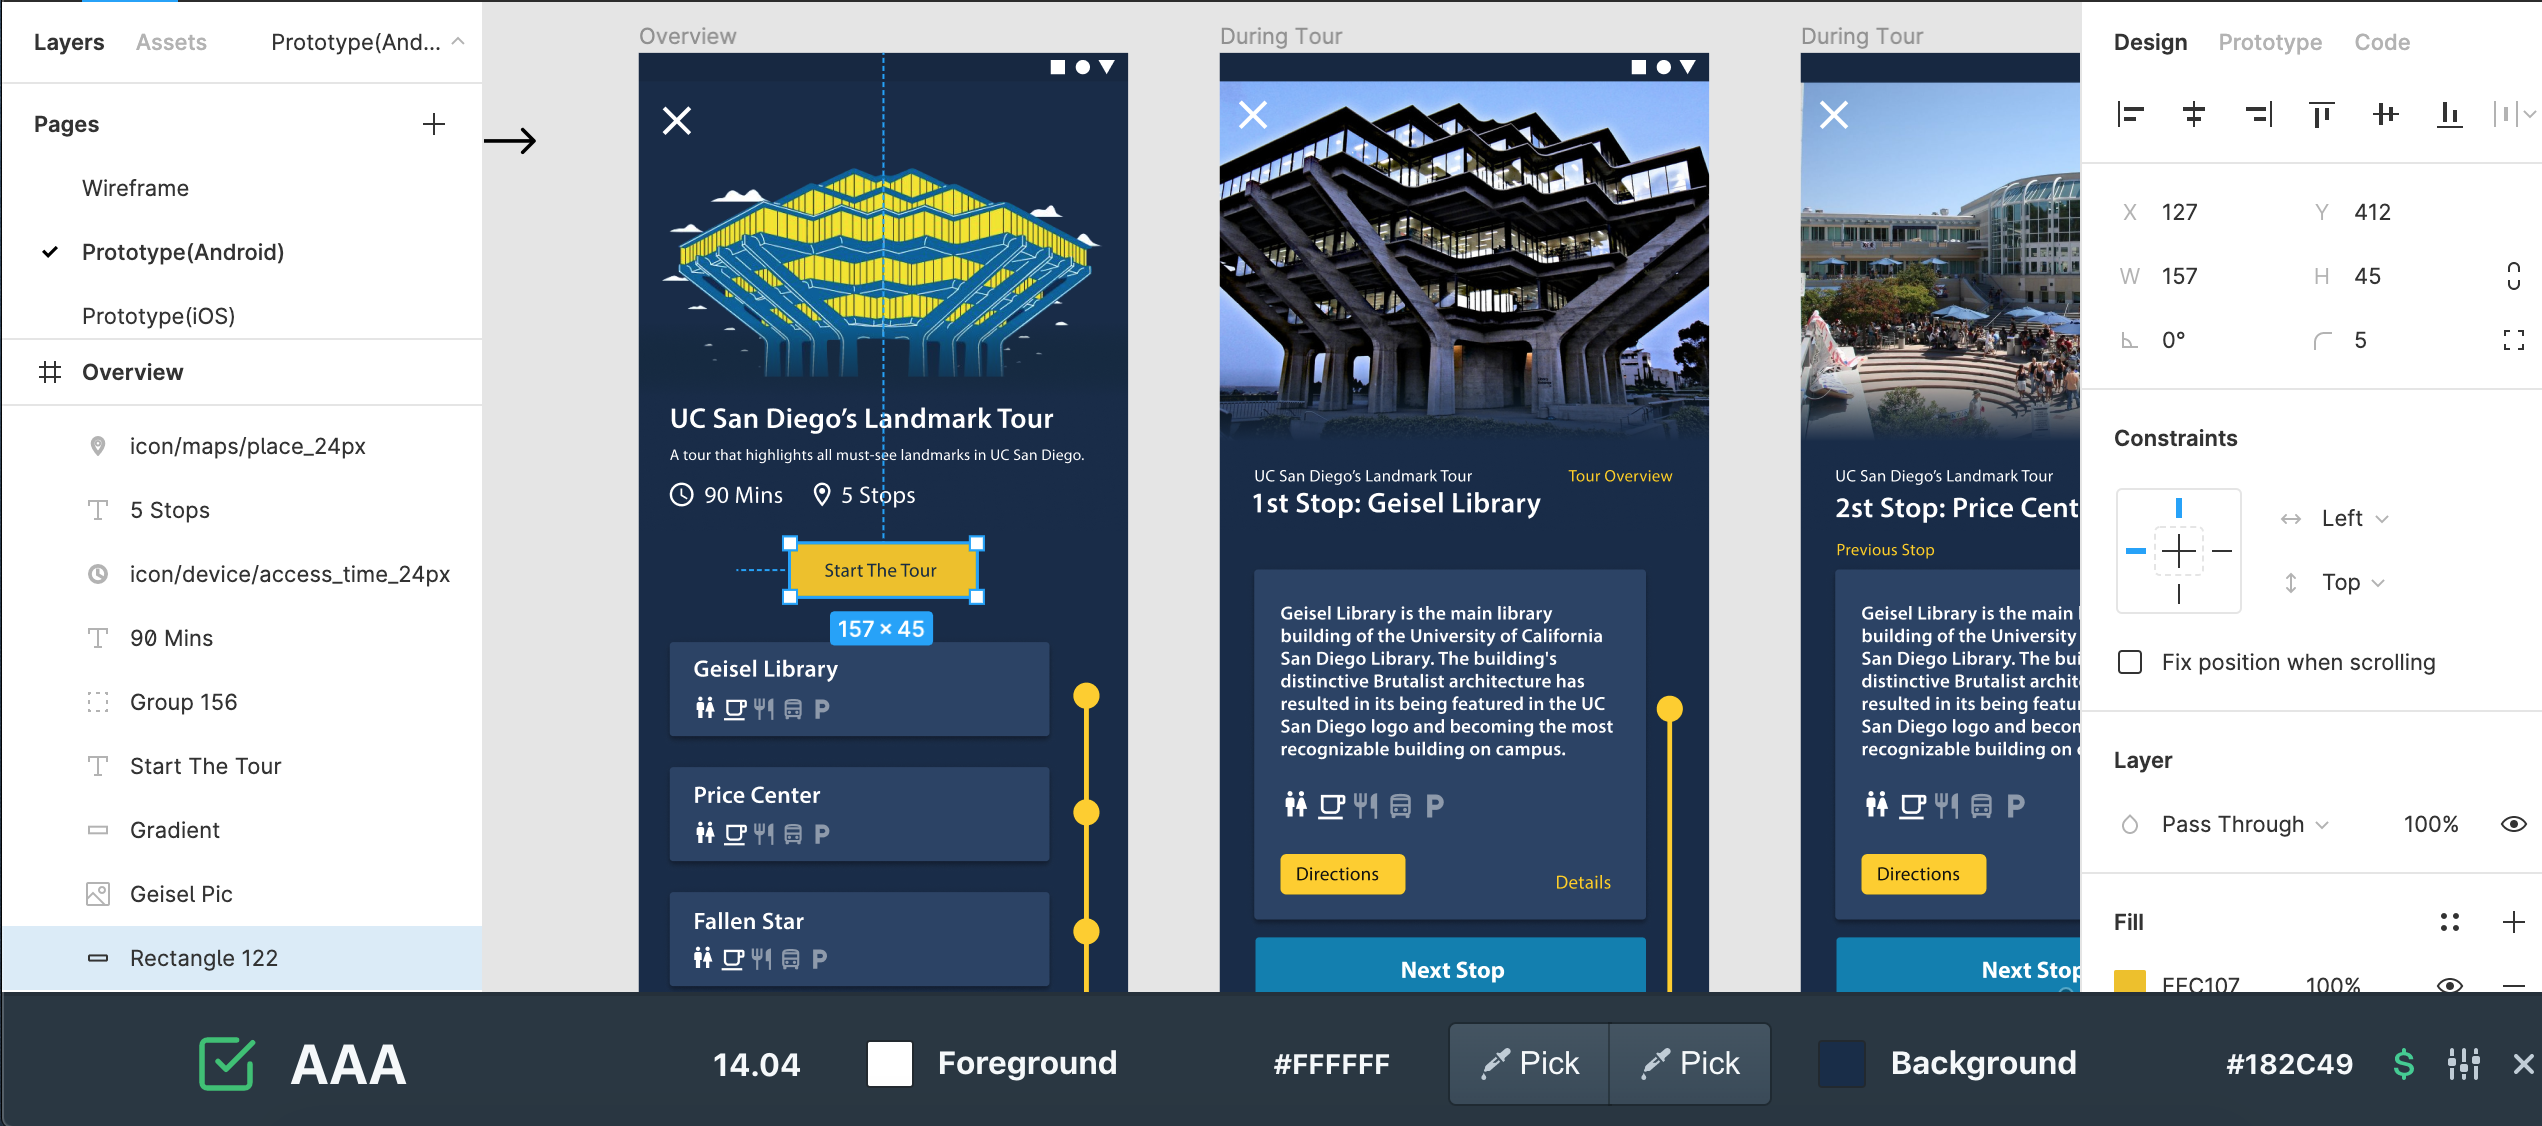 Layers Assets Prototype(And...
Pages
Wireframe
Prototype(Android)
Prototype(iOS)
Overview
icon/maps/place_24px
5 Stops
icon/device/access_time_24px
90 Mins
Group 156
Start The Tour
Gradient
Geisel Pic
Rectangle 122
Overview
UC San Diego’s Landmark Tour
A tour that highlights all must-see landmarks in UC San Diego.
90 Mins 5 Stops
Start The Tour
157 × 45
Geisel Library
P
Price Center
P
Fallen Star
P
During Tour
UC San Diego’s Landmark Tour Tour Overview
1st Stop: Geisel Library
Geisel Library is the main library
building of the University of California
San Diego Library. The building's
distinctive Brutalist architecture has
resulted in its being featured in the UC
San Diego logo and becoming the most
recognizable building on campus.
P
Directions Details
Next Stop
During Tour
UC San Diego’s Landmark Tour
2st Stop: Price Cent
Previous Stop
Geisel Library is the main
building of the University
San Diego Library. The bui
distinctive Brutalist archit
resulted in its being featu
San Diego logo and becom
recognizable building on
P
Directions
Next Stop
Design Prototype Code
X 127 Y 412
W 157 H 45
0° 5
Constraints
Left
Top
Fix position when scrolling
Layer
Pass Through 100%
Fill
FFC107 100%
AAA 14.04 Foreground #FFFFFF Pick Pick Background #182C49 $